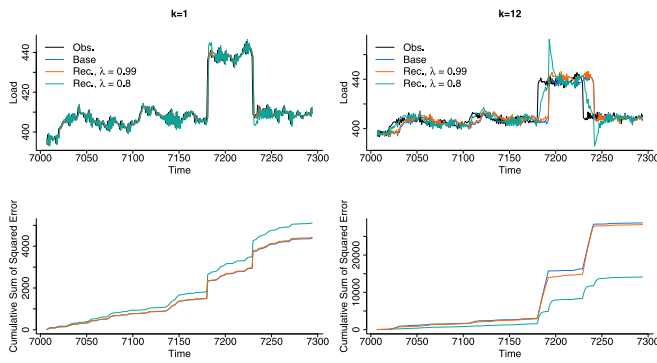 k=1
k=12
Obs.
Base
Rec., λ = 0.99
Rec., λ = 0.8
Load
400 420 440
7000 7050 7100 7150 7200 7250 7300
Time
Obs.
Base
Rec., λ = 0.99
Rec., λ = 0.8
Load
400 440
7000 7050 7100 7150 7200 7250 7300
Time
Cumulative Sum of Squared Error
0 2000 4000
7000 7050 7100 7150 7200 7250 7300
Time
Cumulative Sum of Squared Error
0 10000 20000
7000 7050 7100 7150 7200 7250 7300
Time